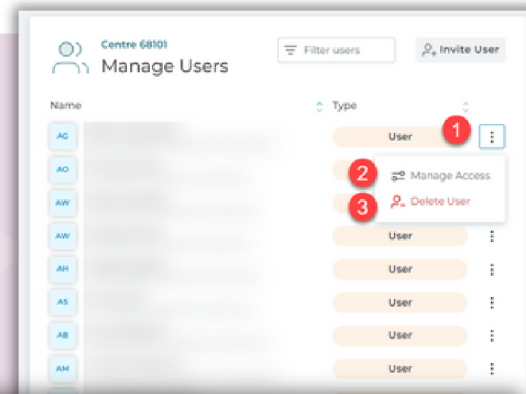 Centre 68101
Manage Users
Filter users
Invite User
Name
Type
AG
User
1
AO
2
Manage Access
AW
3
Delete User
AW
User
AH
User
AS
User
AB
User
AM
User